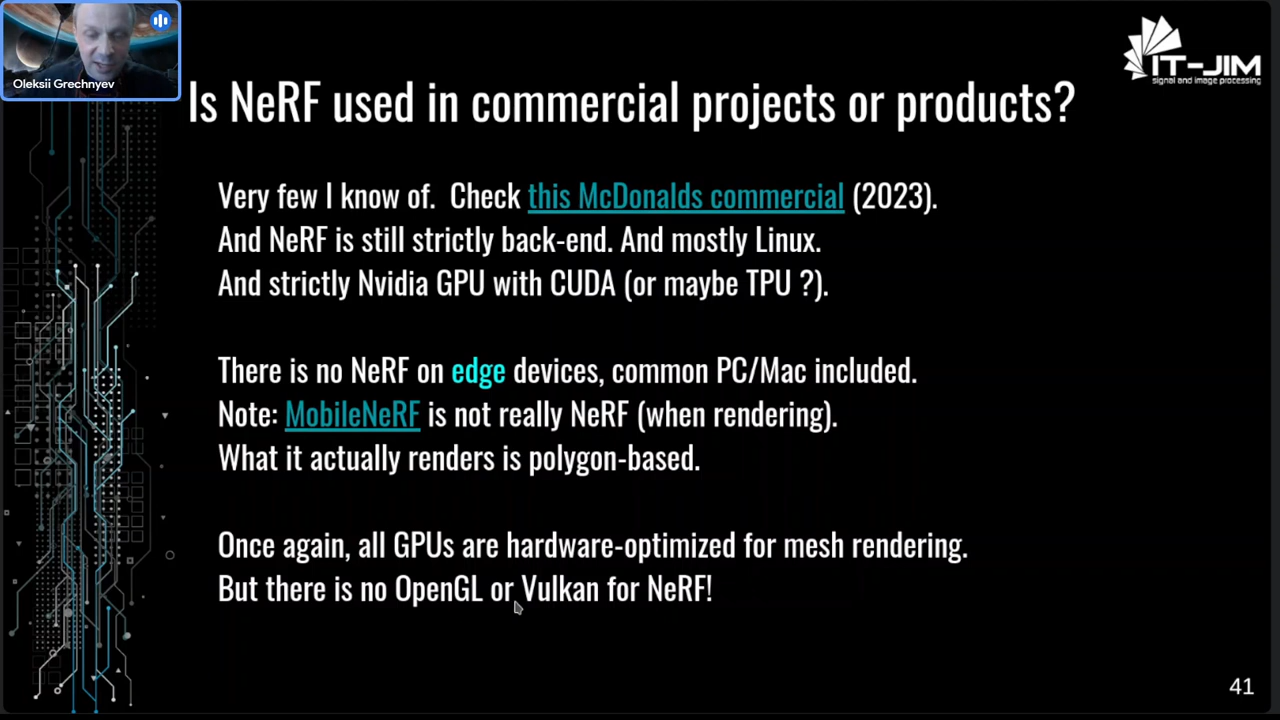 Oleksii Grechnyev
IT-JIM
signal and image processing
Is NeRF used in commercial projects or products?
Very few I know of. Check this McDonalds commercial (2023).
And NeRF is still strictly back-end. And mostly Linux.
And strictly Nvidia GPU with CUDA (or maybe TPU ?).
There is no NeRF on edge devices, common PC/Mac included.
Note: MobileNeRF is not really NeRF (when rendering).
What it actually renders is polygon-based.
Once again, all GPUs are hardware-optimized for mesh rendering.
But there is no OpenGL or Vulkan for NeRF!
41